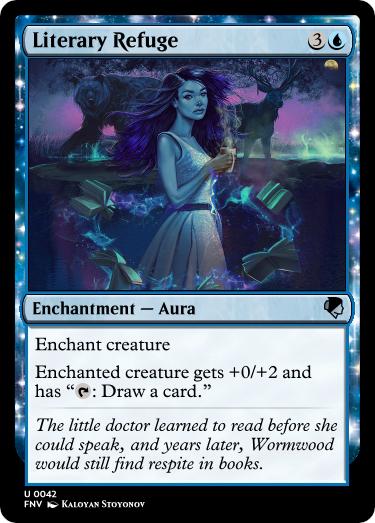 Literary Refuge 3
Enchantment — Aura
Enchant creature
Enchanted creature gets +0/+2 and
has “: Draw a card.”
The little doctor learned to read before she
could speak, and years later, Wormwood
would still find respite in books.
U 0042
FNV KALOYAN STOYONOV